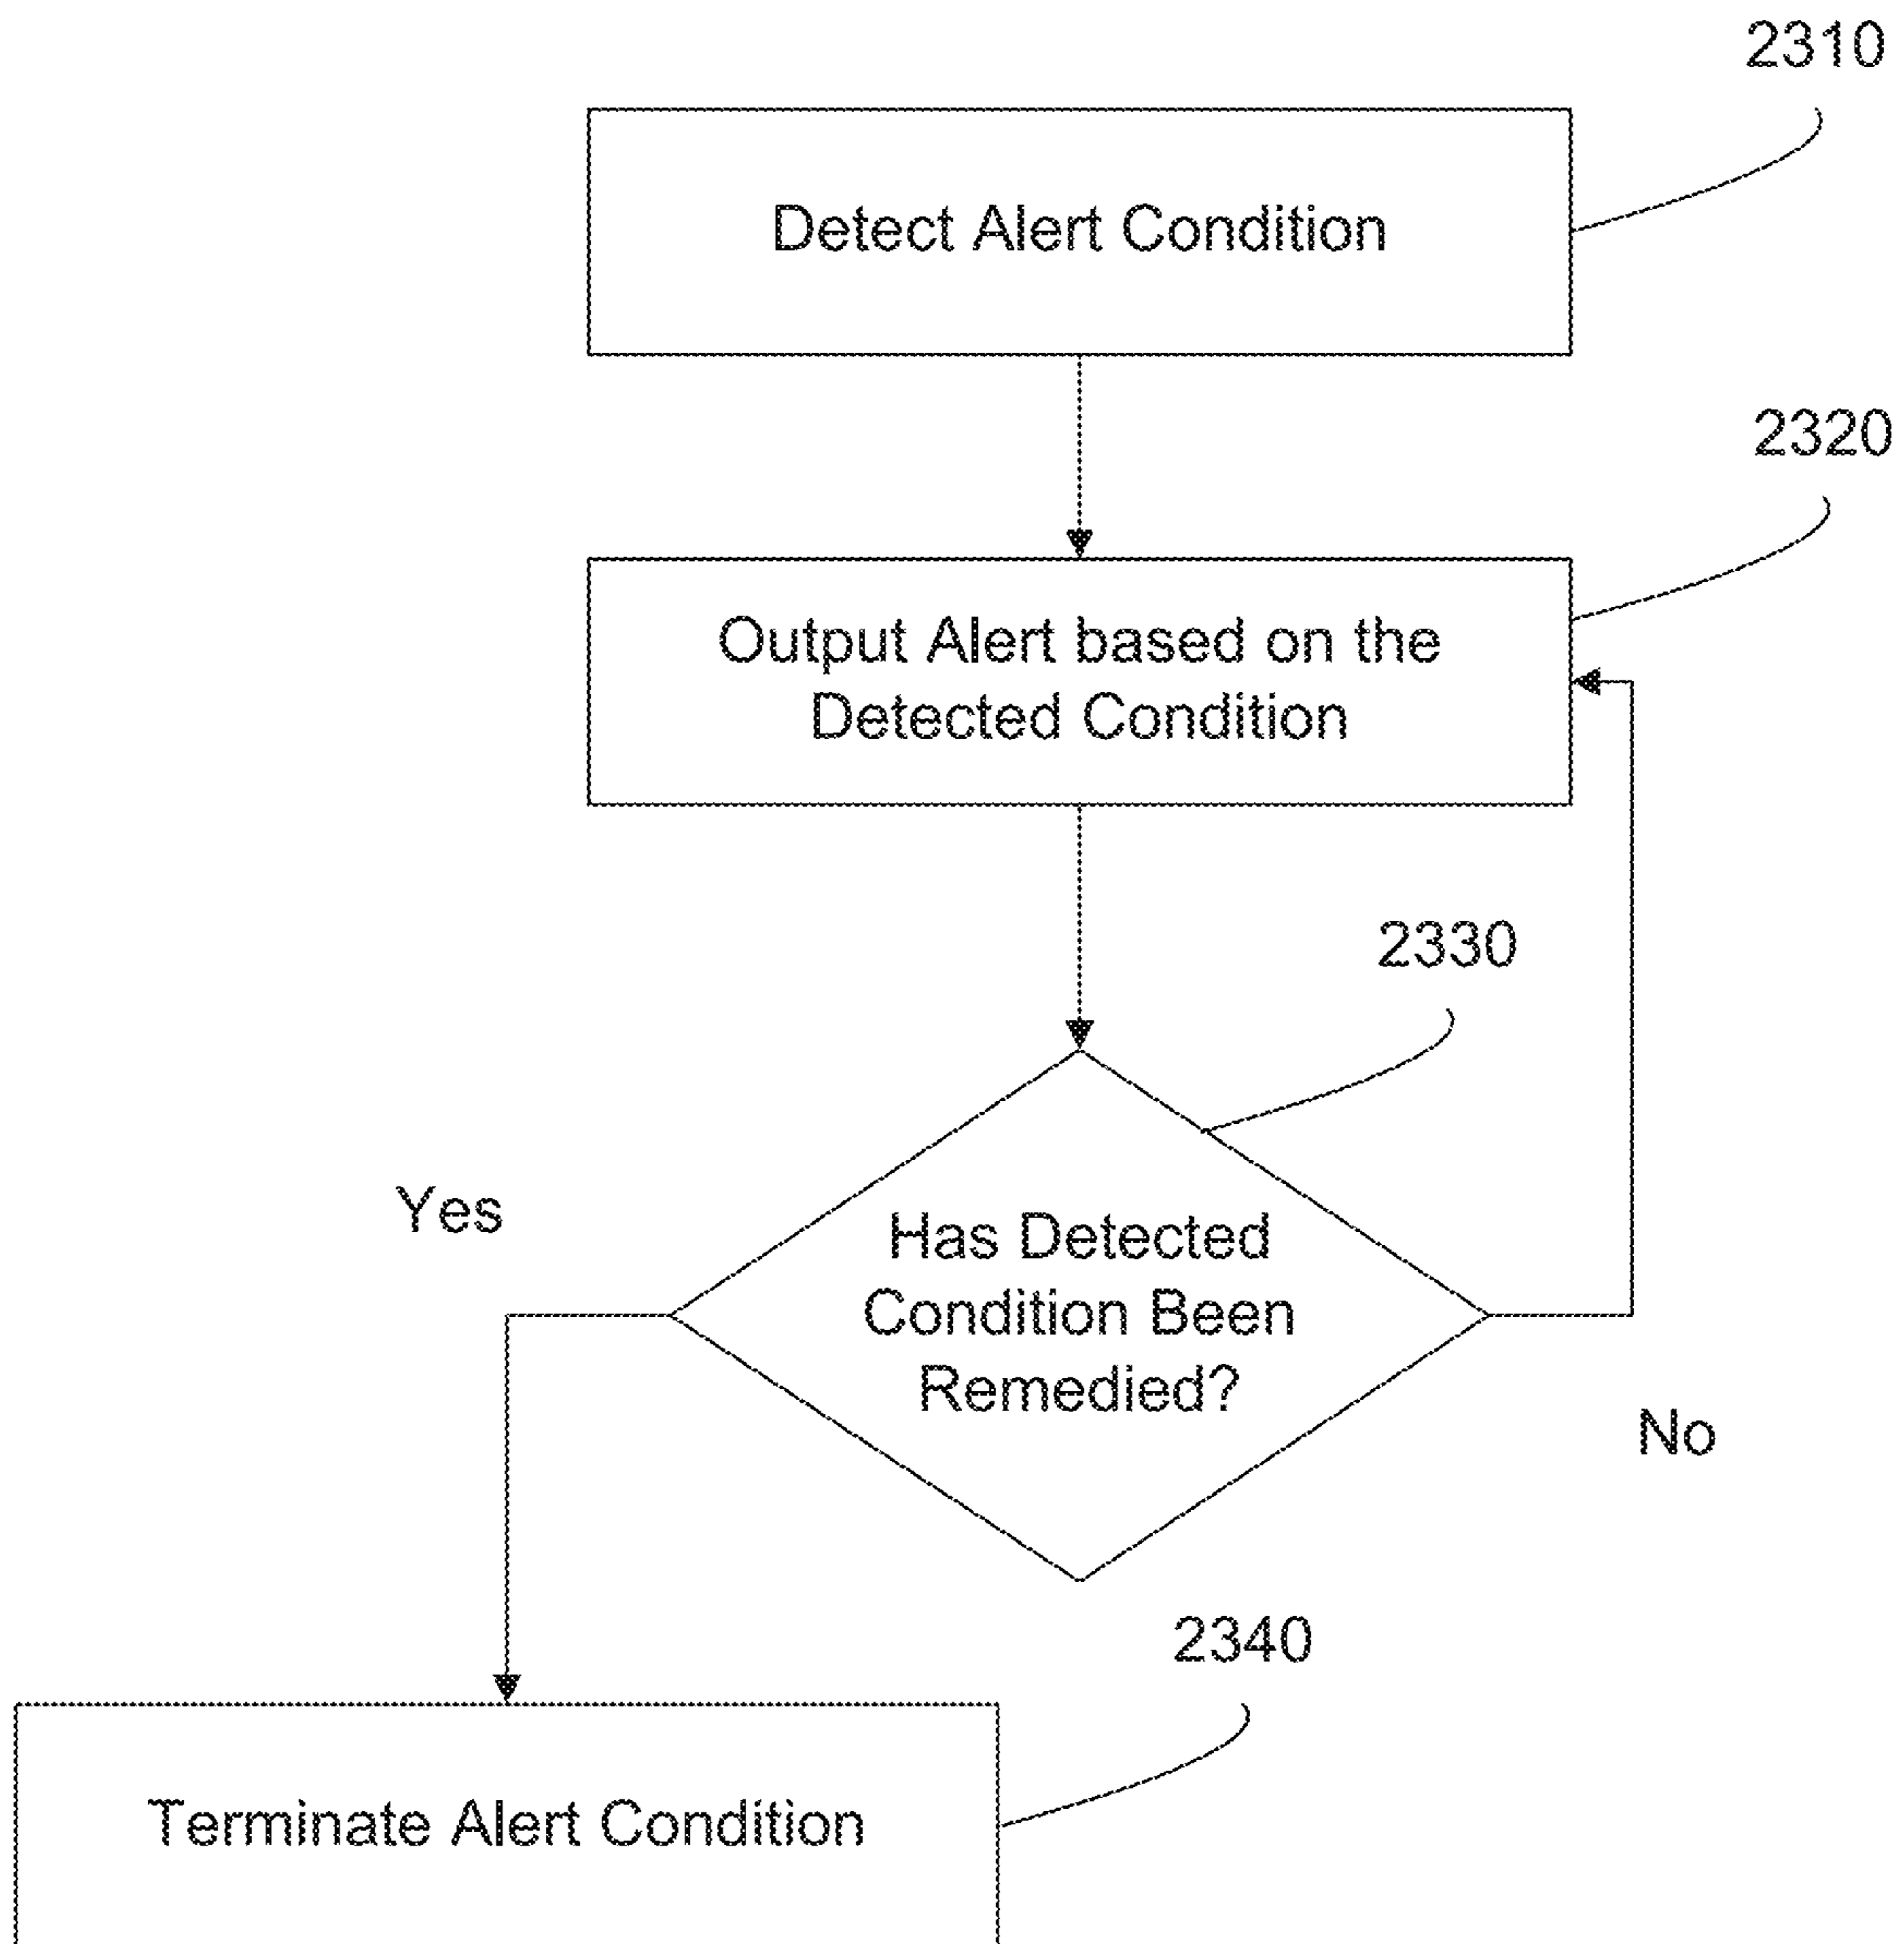 2310
Detect Alert Condition
2320
Output Alert based on the
Detected Condition
2330
Yes
Has Detected
Condition Been
Remedied?
No
2340
Terminate Alert Condition